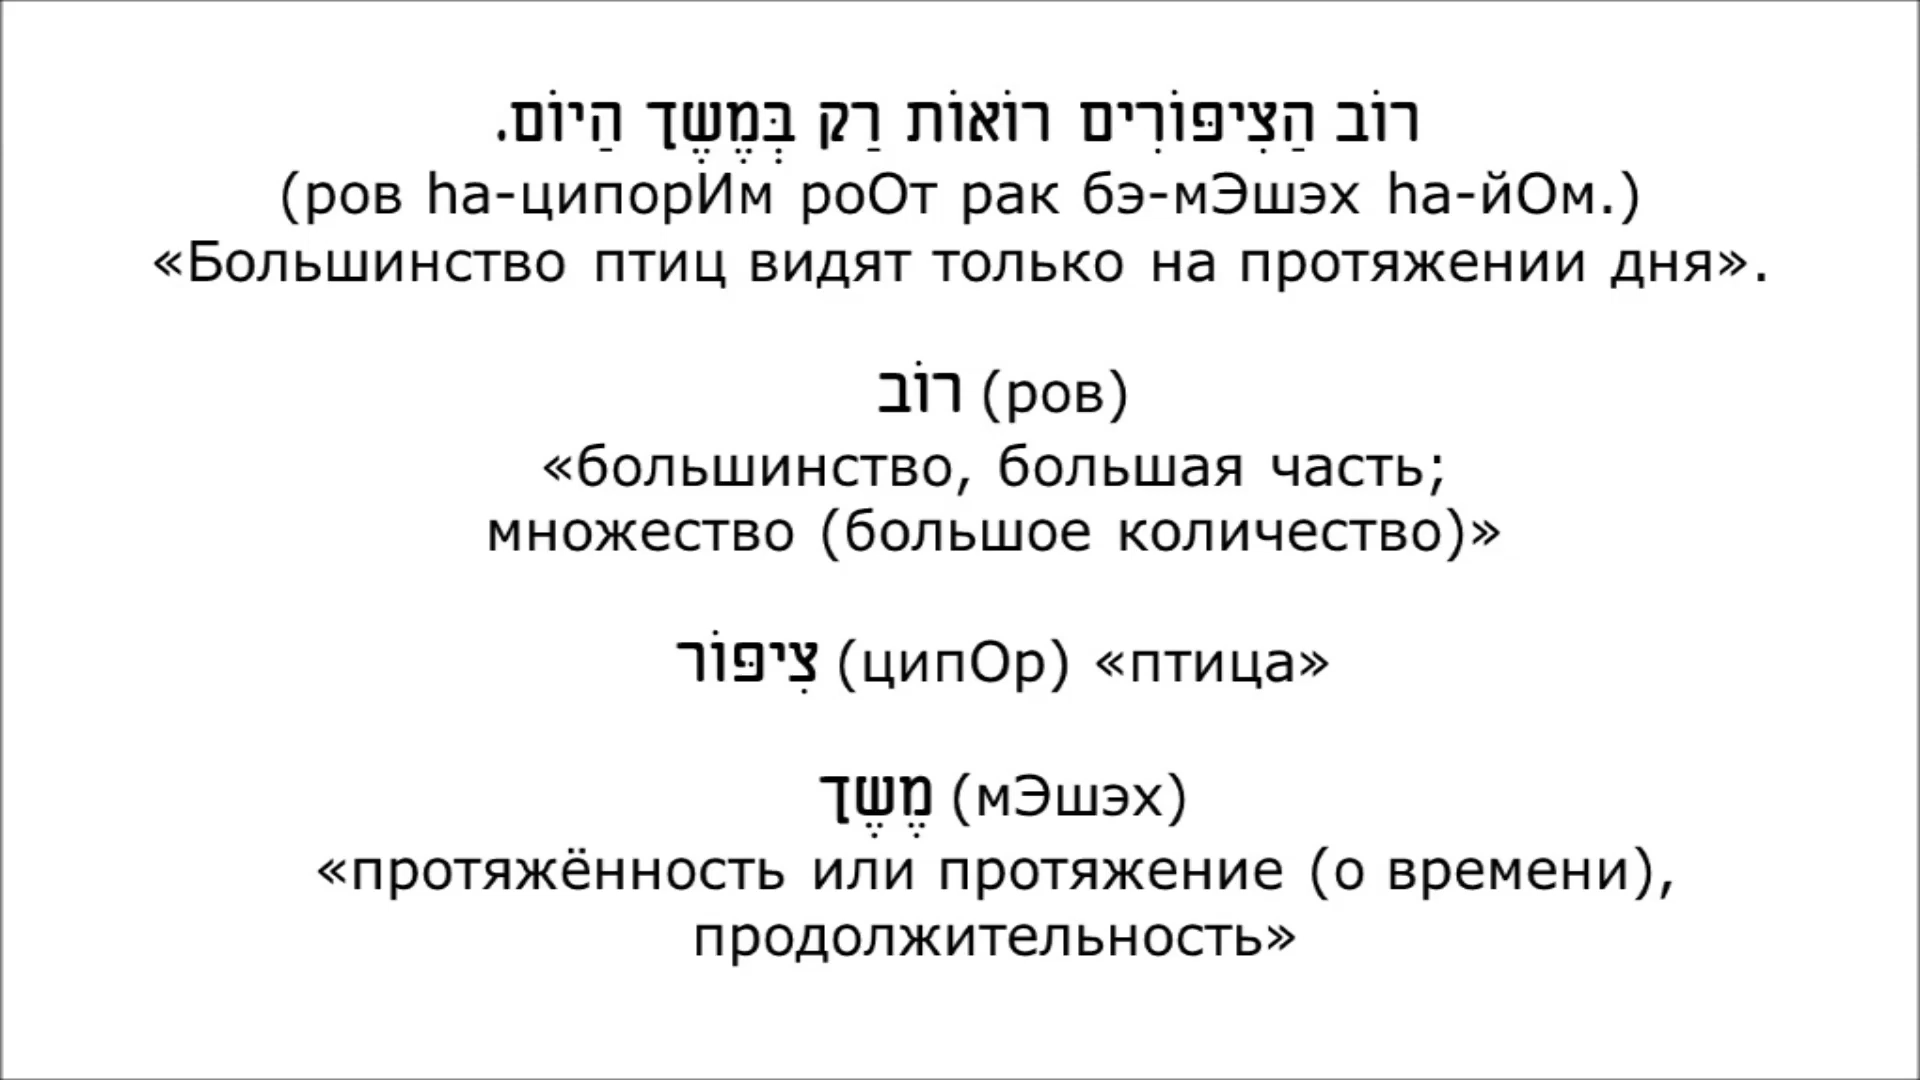 רוֹב הַצִיפּוֹרִים רוֹאוֹת רַק בְּמֶשֶׁך הַיוֹם.
(ров hа-ципорИм роОт рак бэ-мЭшэх hа-йОм.)
«Большинство птиц видят только на протяжении дня».
רוֹב (ров)
«большинство, большая часть;
множество (большое количество)»
צִיפּוֹר (ципОр) «птица»
מֶשֶׁך (мЭшэх)
«протяжённость или протяжение (о времени),
продолжительность»